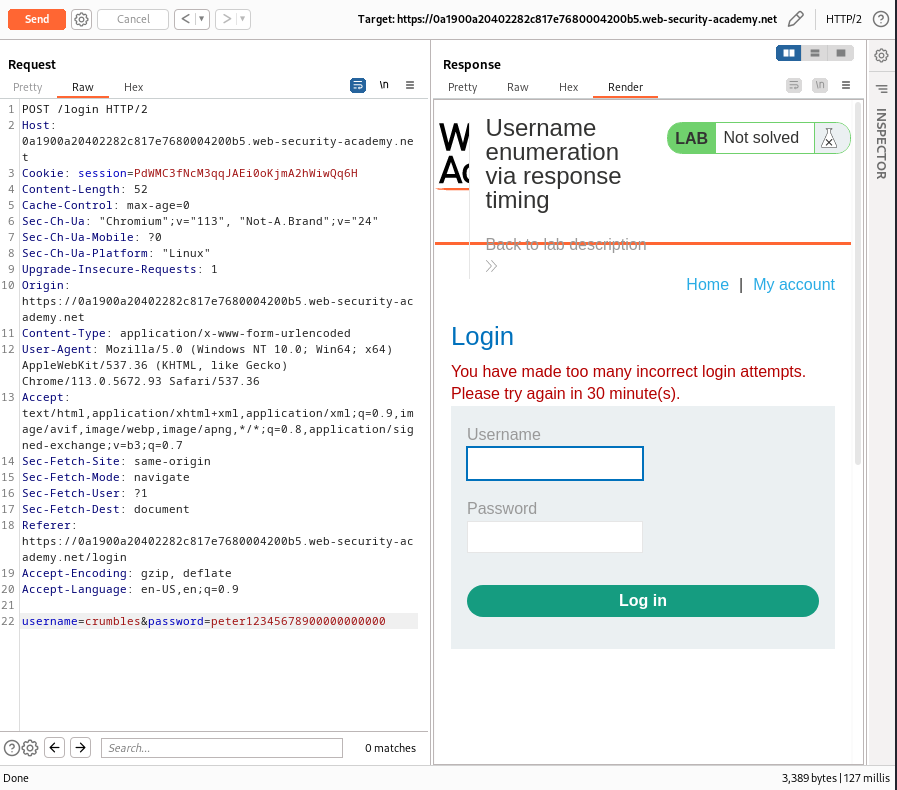 Send
Cancel
< | ▾
> | ▾
Target: https://0a1900a20402282c817e7680004200b5.web-security-academy.net
HTTP/2
?
Request
Pretty Raw Hex
\n
1 POST /login HTTP/2
2 Host:
0a1900a20402282c817e7680004200b5.web-security-academy.ne
t
3 Cookie: session=PdWMC3fNcM3qqJAEi0oKjmA2hWiwQq6H
4 Content-Length: 52
5 Cache-Control: max-age=0
6 Sec-Ch-Ua: "Chromium";v="113", "Not-A.Brand";v="24"
7 Sec-Ch-Ua-Mobile: ?0
8 Sec-Ch-Ua-Platform: "Linux"
9 Upgrade-Insecure-Requests: 1
10 Origin:
https://0a1900a20402282c817e7680004200b5.web-security-ac
ademy.net
11 Content-Type: application/x-www-form-urlencoded
12 User-Agent: Mozilla/5.0 (Windows NT 10.0; Win64; x64)
AppleWebKit/537.36 (KHTML, like Gecko)
Chrome/113.0.5672.93 Safari/537.36
13 Accept:
text/html,application/xhtml+xml,application/xml;q=0.9,im
age/avif,image/webp,image/apng,*/*;q=0.8,application/sig
ned-exchange;v=b3;q=0.7
14 Sec-Fetch-Site: same-origin
15 Sec-Fetch-Mode: navigate
16 Sec-Fetch-User: ?1
17 Sec-Fetch-Dest: document
18 Referer:
https://0a1900a20402282c817e7680004200b5.web-security-ac
ademy.net/login
19 Accept-Encoding: gzip, deflate
20 Accept-Language: en-US,en;q=0.9
21
22 username=crumbles&password=peter12345678900000000000
?
Search...
0 matches
Response
Pretty Raw Hex Render
\n
W
Ac
Username
enumeration
via response
timing
LAB Not solved
Back to lab description
Home | My account
Login
You have made too many incorrect login attempts.
Please try again in 30 minute(s).
Username
Password
Log in
INSPECTOR
Done
3,389 bytes | 127 millis